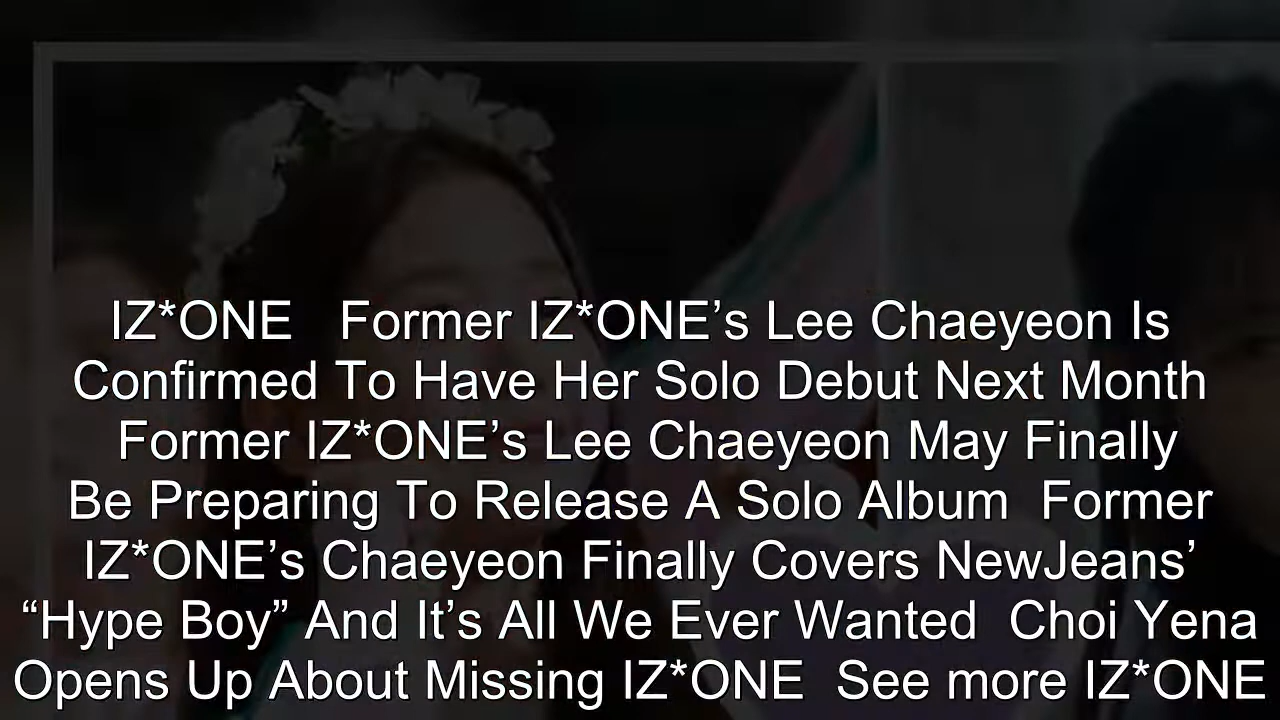 IZ*ONE   Former IZ*ONE’s Lee Chaeyeon Is
Confirmed To Have Her Solo Debut Next Month
Former IZ*ONE’s Lee Chaeyeon May Finally
Be Preparing To Release A Solo Album  Former
IZ*ONE’s Chaeyeon Finally Covers NewJeans’
“Hype Boy” And It’s All We Ever Wanted  Choi Yena
Opens Up About Missing IZ*ONE  See more IZ*ONE